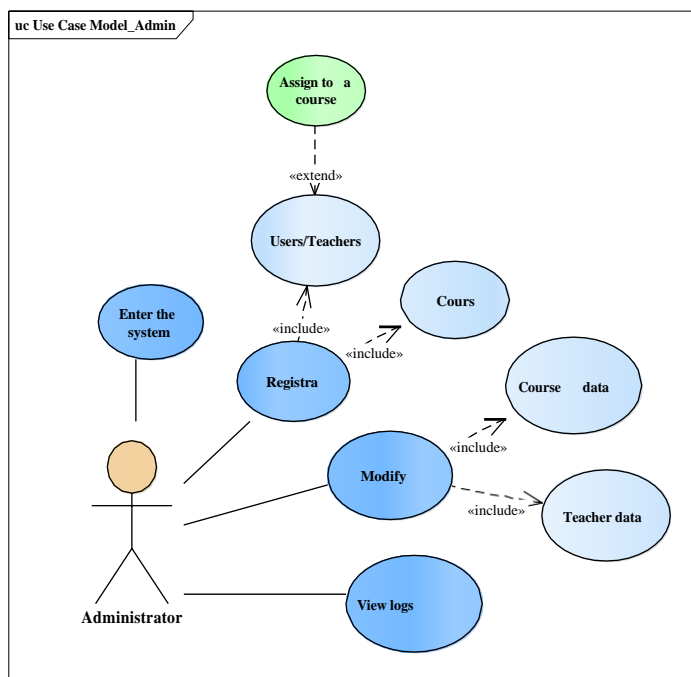 uc Use Case Model_Admin
Assign to a
course
«extend»
Users/Teachers
Enter the
system
«include»
Cours
«include»
Registra
Course data
«include»
Modify
«include»
Teacher data
View logs
Administrator